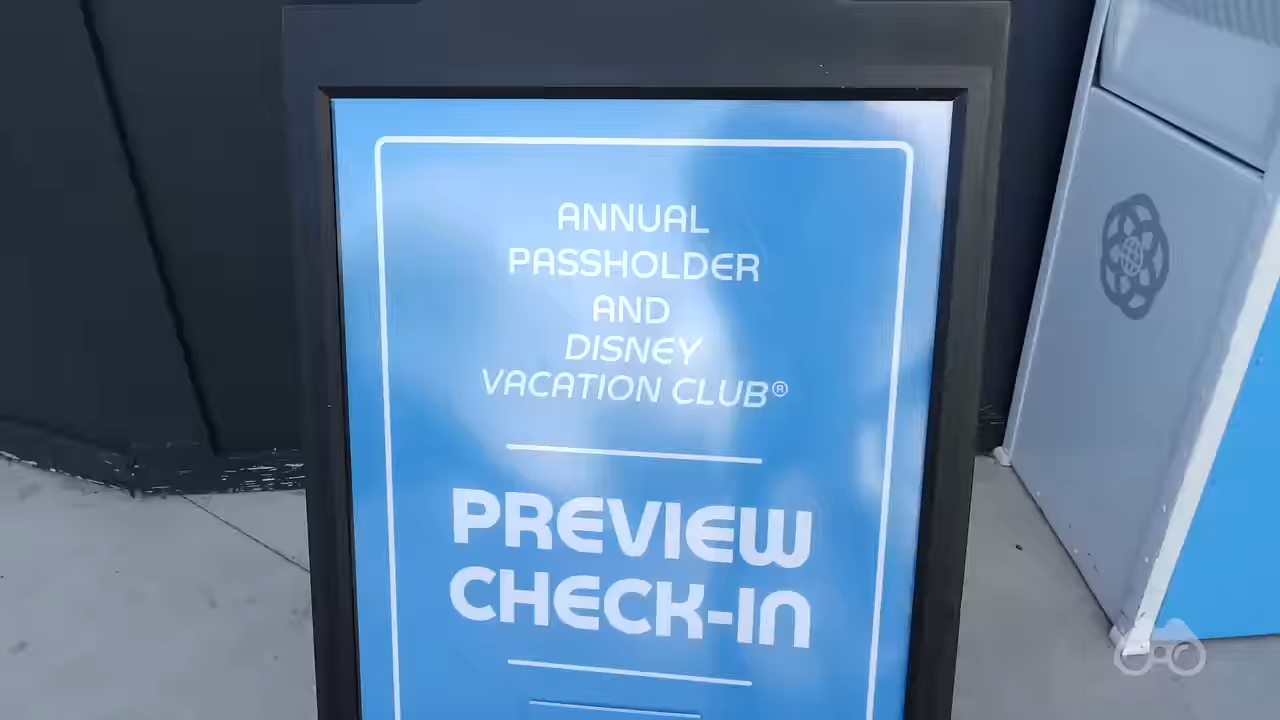 ANNUAL
PASSHOLDER
AND
DISNEY
VACATION CLUB®
PREVIEW
CHECK-IN